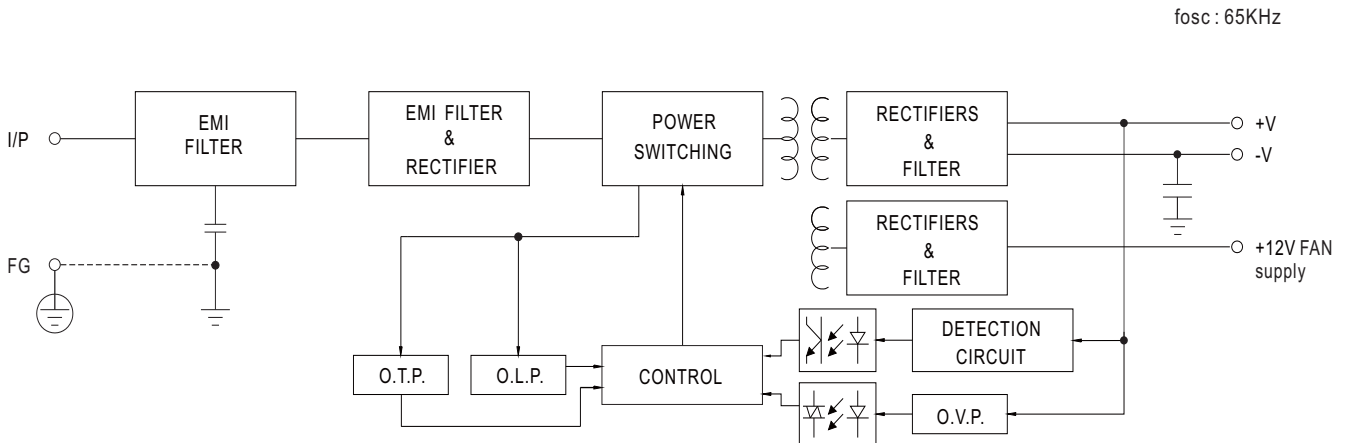 fosc : 65KHz
I/P
EMI
FILTER
EMI FILTER
&
RECTIFIER
POWER
SWITCHING
RECTIFIERS
&
FILTER
+V
-V
RECTIFIERS
&
FILTER
+12V FAN
supply
FG
O.T.P.
O.L.P.
CONTROL
DETECTION
CIRCUIT
O.V.P.